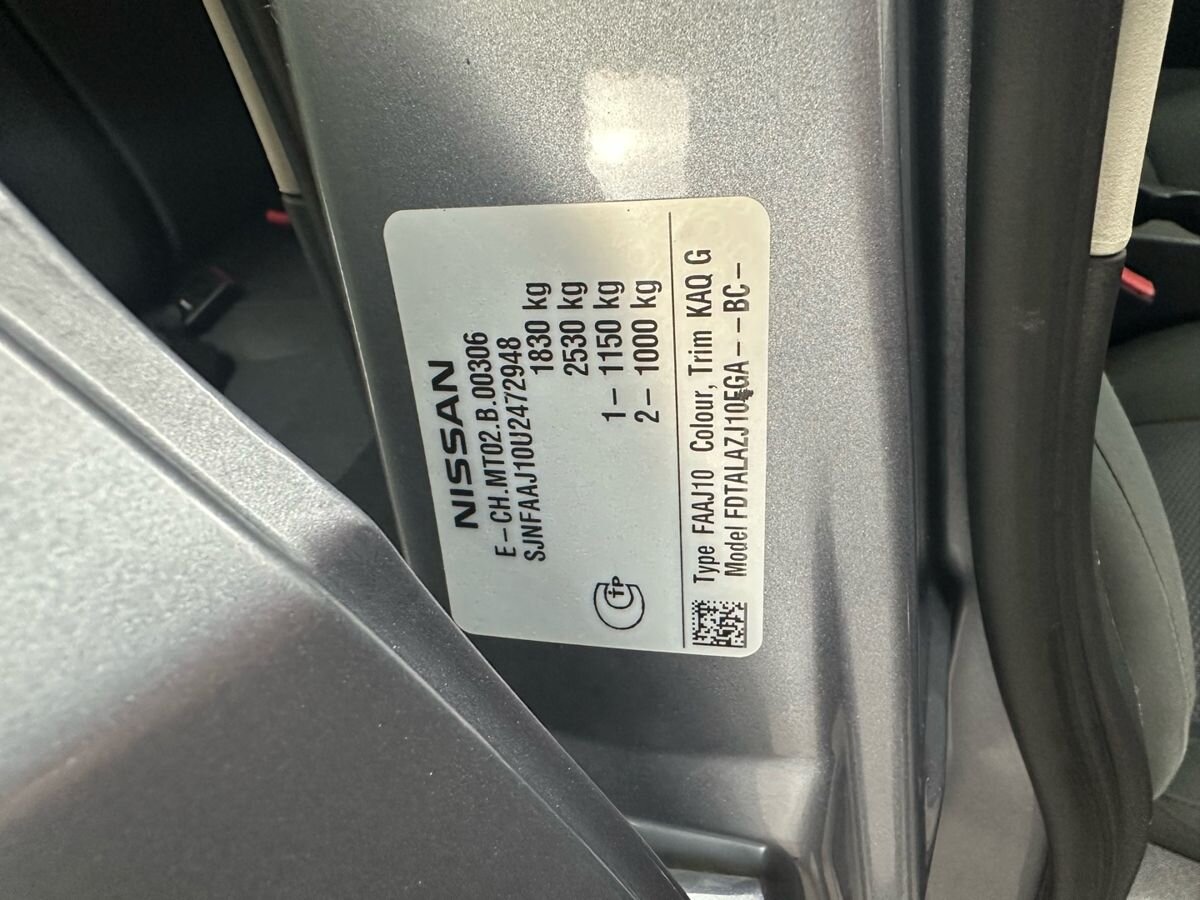 NISSAN
E-CH.MT02.B.00306
SJNFAAJ10U2472948
1830 kg
2530 kg
1- 1150 kg
2- 1000 kg
Type FAAJ10 Colour, Trim KAQ G
Model FDTALAZJ10EGA--BC-